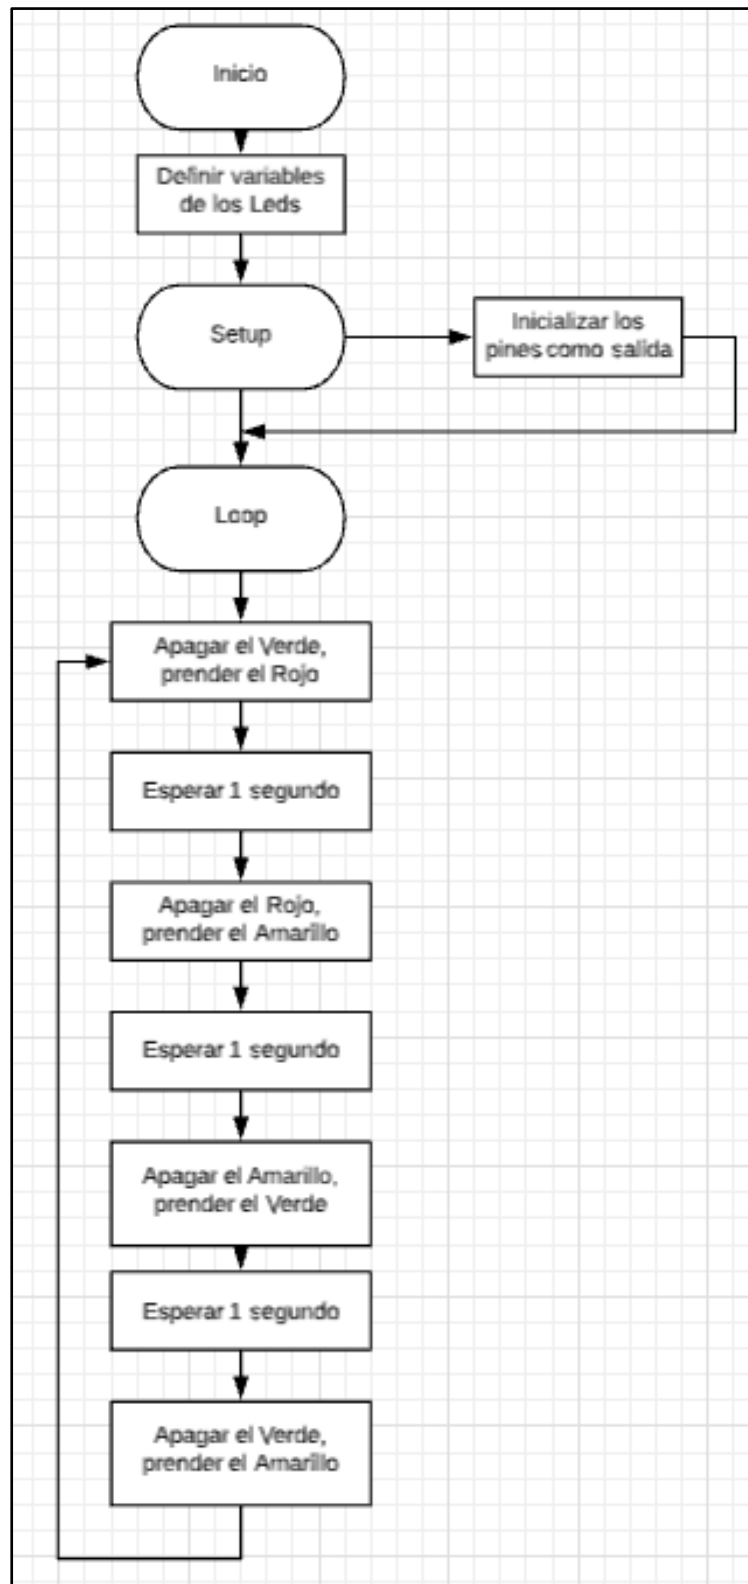 Inicio
Definir variables
de los Leds
Setup
Inicializar los
pines como salida
Loop
Apagar el Verde,
prender el Rojo
Esperar 1 segundo
Apagar el Rojo,
prender el Amarillo
Esperar 1 segundo
Apagar el Amarillo,
prender el Verde
Esperar 1 segundo
Apagar el Verde,
prender el Amarillo